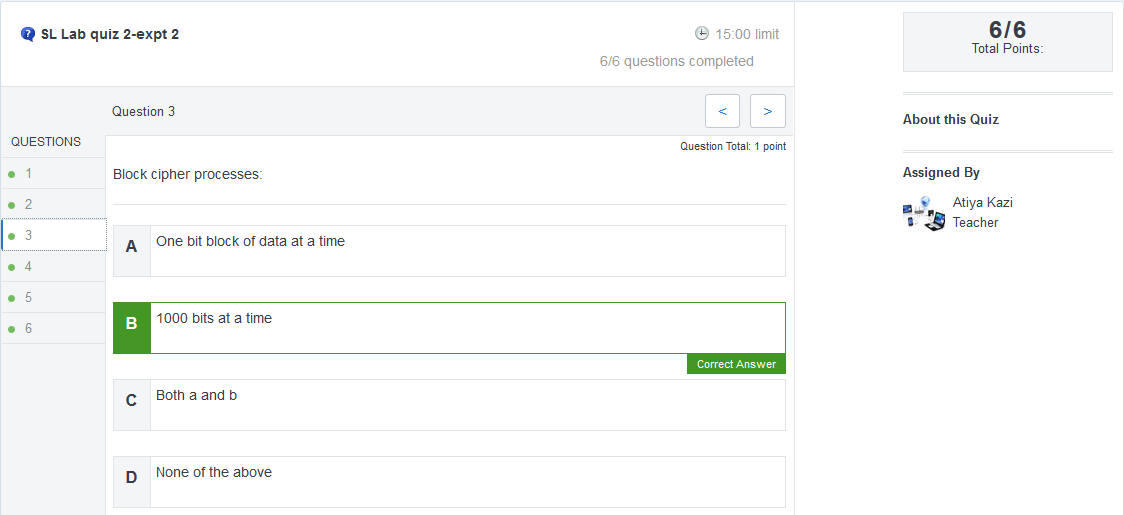 SL Lab quiz 2-expt 2
15:00 limit
6/6 questions completed
6/6
Total Points:
Question 3
<
>
QUESTIONS
1
2
3
4
5
6
Question Total: 1 point
Block cipher processes:
A
One bit block of data at a time
B
1000 bits at a time
Correct Answer
C
Both a and b
D
None of the above
About this Quiz
Assigned By
Atiya Kazi
Teacher